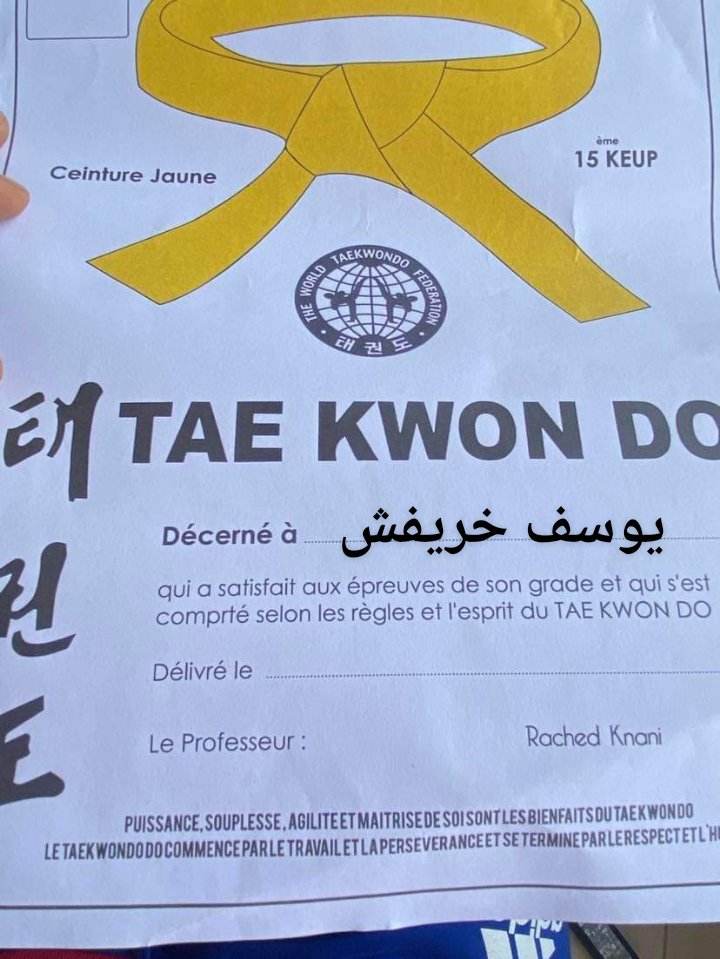 Ceinture Jaune
15 ème KEUP
THE WORLD TAEKWONDO FEDERATION
태권도
태권도
TAE KWON DO
Décerné à يوسف خريفش
qui a satisfait aux épreuves de son grade et qui s'est
comprté selon les règles et l'esprit du TAE KWON DO
Délivré le
Le Professeur : Rached Knani
PUISSANCE, SOUPLESSE, AGILITE ET MAITRISE DE SOI SONT LES BIENFAITS DU TAEKWONDO
LE TAEKWONDO DO COMMENCE PAR LE TRAVAIL ET LA PERSEVERANCE ET SE TERMINE PAR LE RESPECT ET L'H